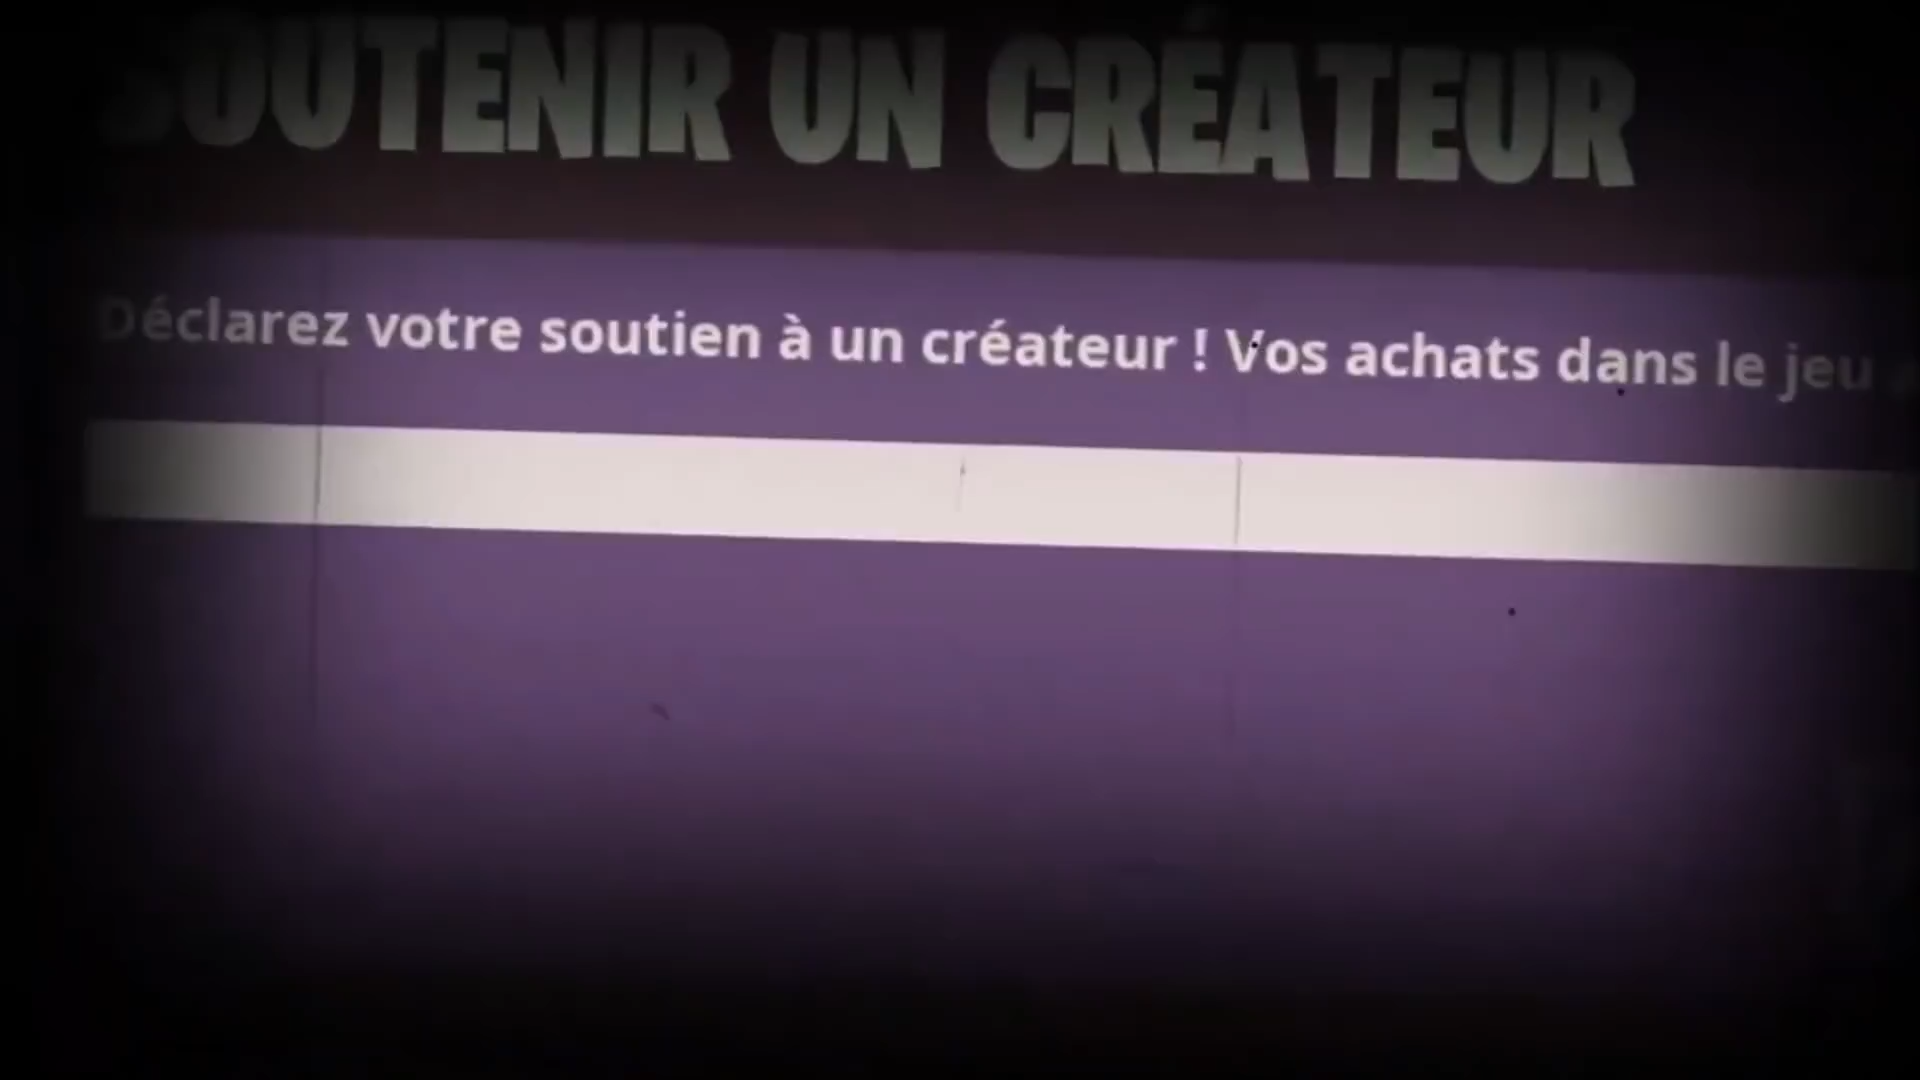 SOUTENIR UN CRÉATEUR
Déclarez votre soutien à un créateur ! Vos achats dans le jeu